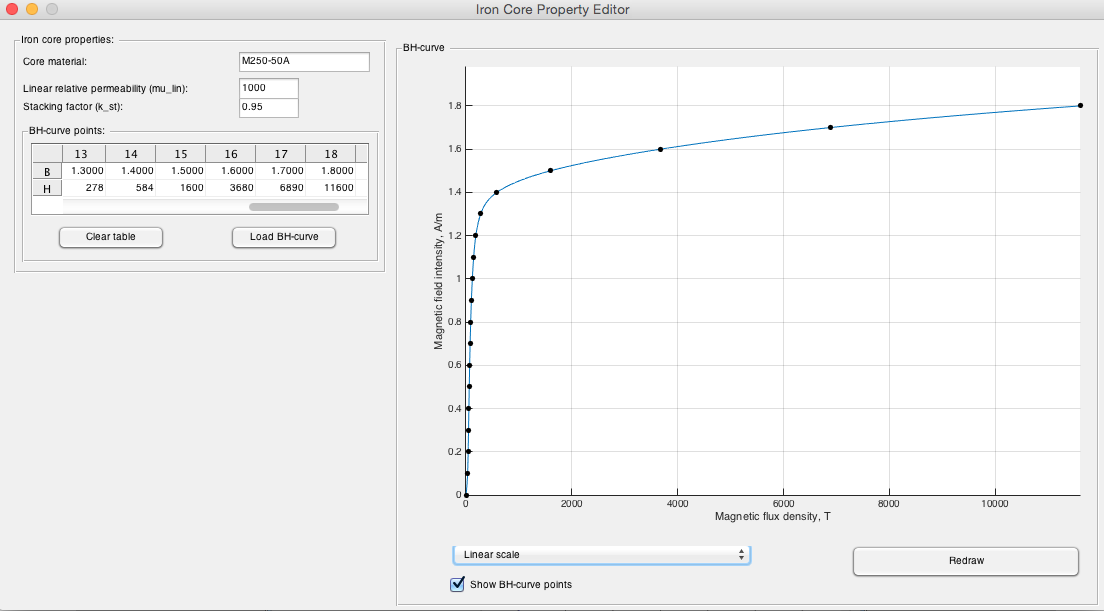 Iron Core Property Editor
Iron core properties:
Core material:
M250-50A
Linear relative permeability (mu_lin):
1000
Stacking factor (k_st):
0.95
BH-curve points:
13 14 15 16 17 18
B 1.3000 1.4000 1.5000 1.6000 1.7000 1.8000
H 278 584 1600 3680 6890 11600
Clear table
Load BH-curve
BH-curve
Magnetic field intensity, A/m
1.8
1.6
1.4
1.2
1
0.8
0.6
0.4
0.2
0
0 2000 4000 6000 8000 10000
Magnetic flux density, T
Linear scale
Redraw
Show BH-curve points